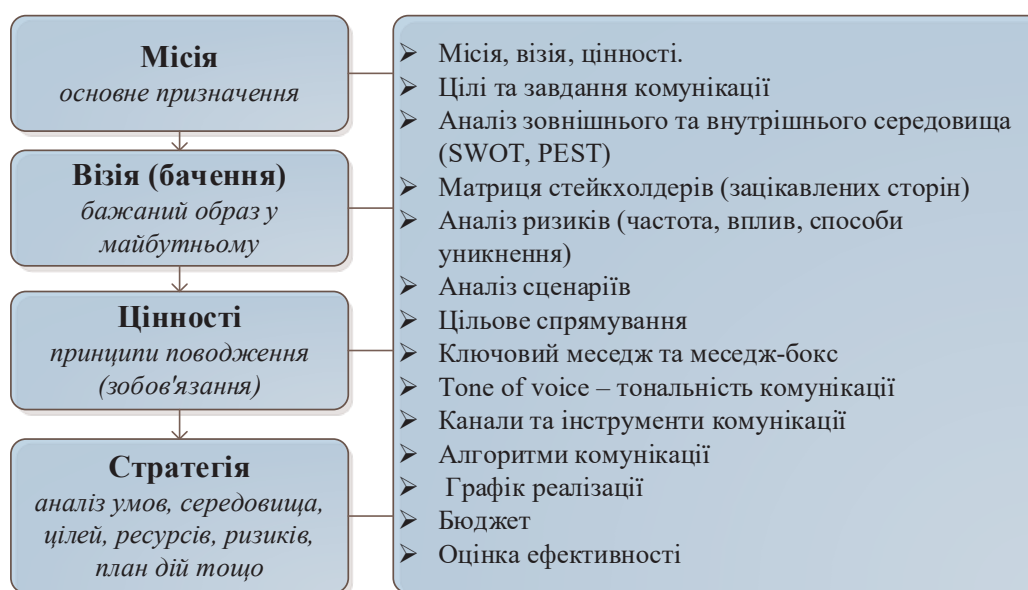 Місія
основне призначення
Візія (бачення)
бажаний образ у
майбутньому
Цінності
принципи поводження
(зобов'язання)
Стратегія
аналіз умов, середовища,
цілей, ресурсів, ризиків,
план дій тощо
➢ Місія, візія, цінності.
➢ Цілі та завдання комунікації
➢ Аналіз зовнішнього та внутрішнього середовища
(SWOT, PEST)
➢ Матриця стейкхолдерів (зацікавлених сторін)
➢ Аналіз ризиків (частота, вплив, способи
уникнення)
➢ Аналіз сценаріїв
➢ Цільове спрямування
➢ Ключовий меседж та меседж-бокс
➢ Tone of voice – тональність комунікації
➢ Канали та інструменти комунікації
➢ Алгоритми комунікації
➢ Графік реалізації
➢ Бюджет
➢ Оцінка ефективності